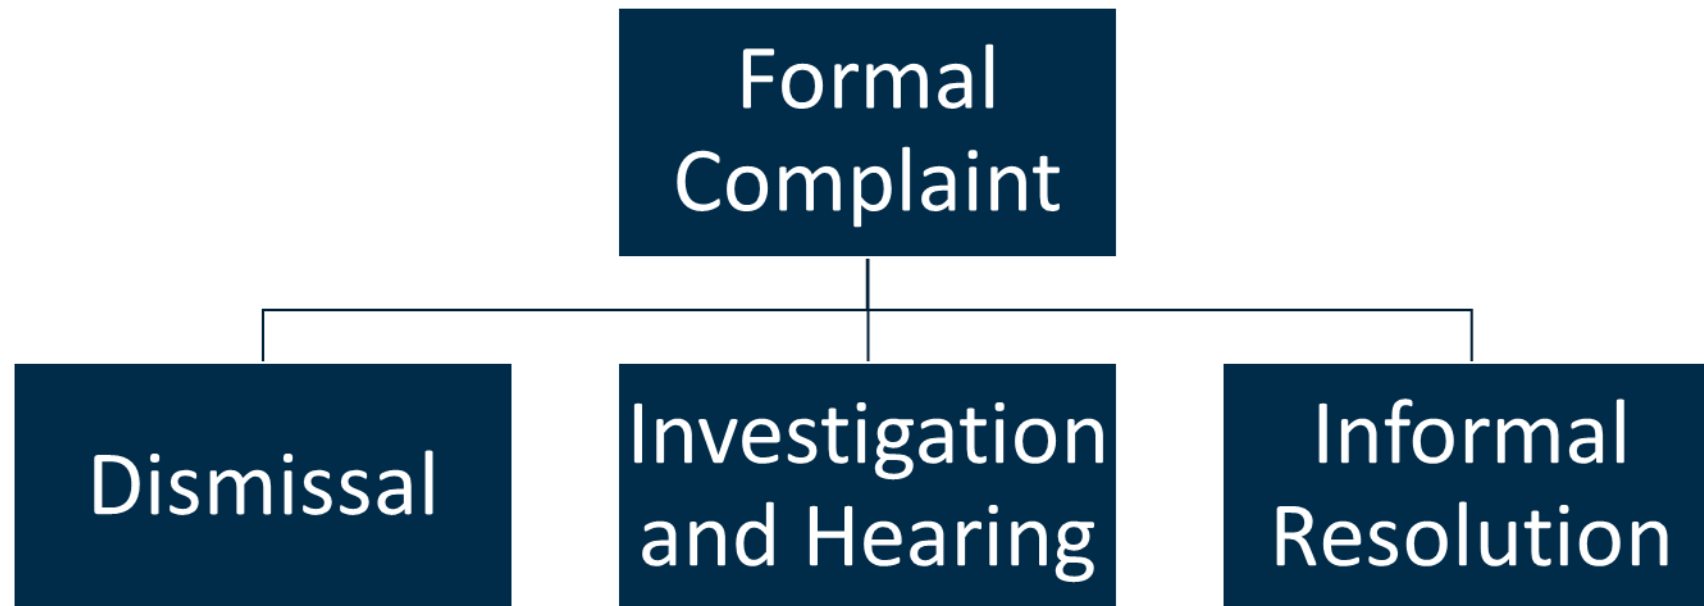 Formal
Complaint
Dismissal
Investigation
and Hearing
Informal
Resolution